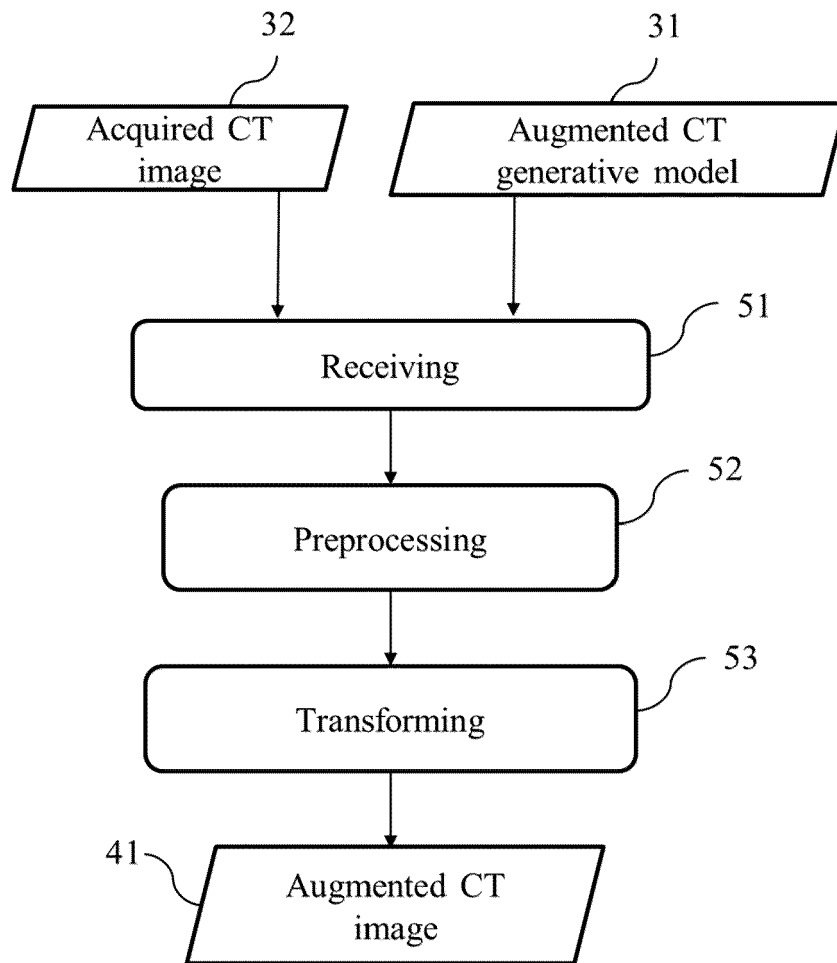 32
31
Acquired CT
image
Augmented CT
generative model
51
Receiving
52
Preprocessing
53
Transforming
41
Augmented CT
image